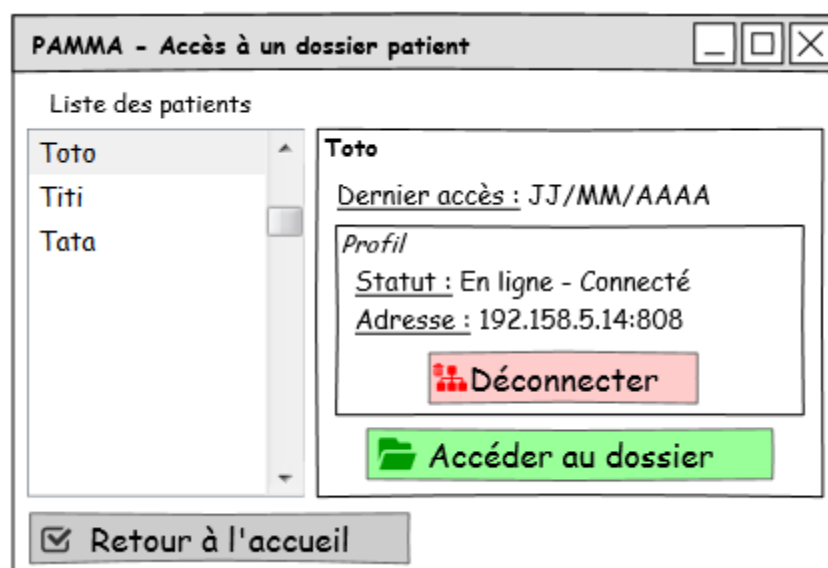 PAMMA - Accès à un dossier patient
Liste des patients
Toto
Titi
Tata
Toto
Dernier accès : JJ/MM/AAAA
Profil
Statut : En ligne - Connecté
Adresse : 192.158.5.14:808
Déconnecter
Accéder au dossier
Retour à l'accueil